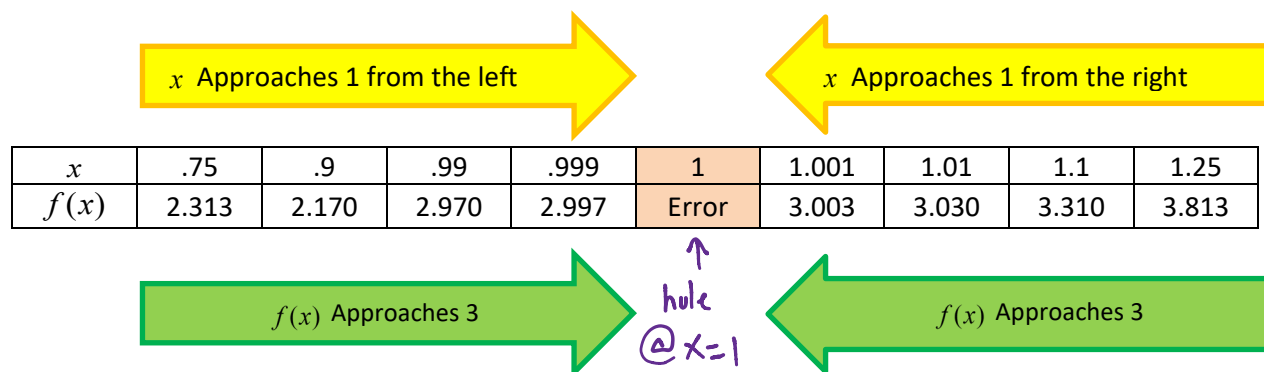 x Approaches 1 from the left
x Approaches 1 from the right
x .75 .9 .99 .999 1 1.001 1.01 1.1 1.25
f(x) 2.313 2.170 2.970 2.997 Error 3.003 3.030 3.310 3.813
f(x) Approaches 3
hole
@ x=1
f(x) Approaches 3